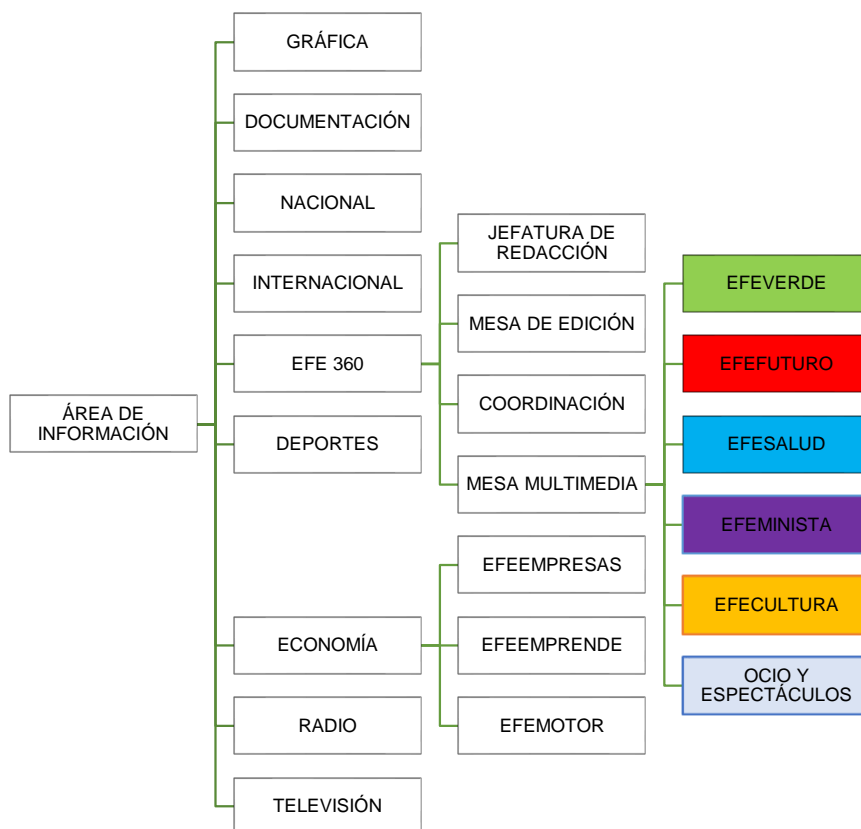 GRÁFICA
DOCUMENTACIÓN
NACIONAL
INTERNACIONAL
EFE 360
DEPORTES
ECONOMÍA
RADIO
TELEVISIÓN
ÁREA DE
INFORMACIÓN
JEFATURA DE
REDACCIÓN
MESA DE EDICIÓN
COORDINACIÓN
MESA MULTIMEDIA
EFEEMPRESAS
EFEEMPRENDE
EFEMOTOR
EFEVERDE
EFEFUTURO
EFESALUD
EFEMINISTA
EFECULTURA
OCIO Y
ESPECTÁCULOS